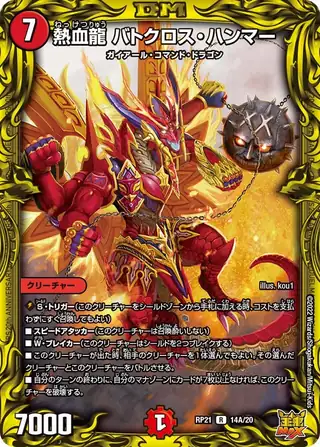 DM
7
ねっけつりゅう
熱血龍 バトクロス・ハンマー
ガイアール・コマンド・ドラゴン
クリーチャー
illus. kou1
S・トリガー(このクリーチャーをシールドゾーンから手札に加える時、コストを支払
わずにすぐ召喚してもよい)
スピードアタッカー(このクリーチャーは召喚酔いしない)
W・ブレイカー(このクリーチャーはシールドを2つブレイクする)
このクリーチャーが出た時、相手のクリーチャーを1体選んでもよい。その選んだ
クリーチャーとこのクリーチャーをバトルさせる。
自分のターンの終わりに、自分のマナゾーンにカードが7枚以上なければ、このクリー
チャーを手札に戻す。
7000
1
RP21 R 14A/20